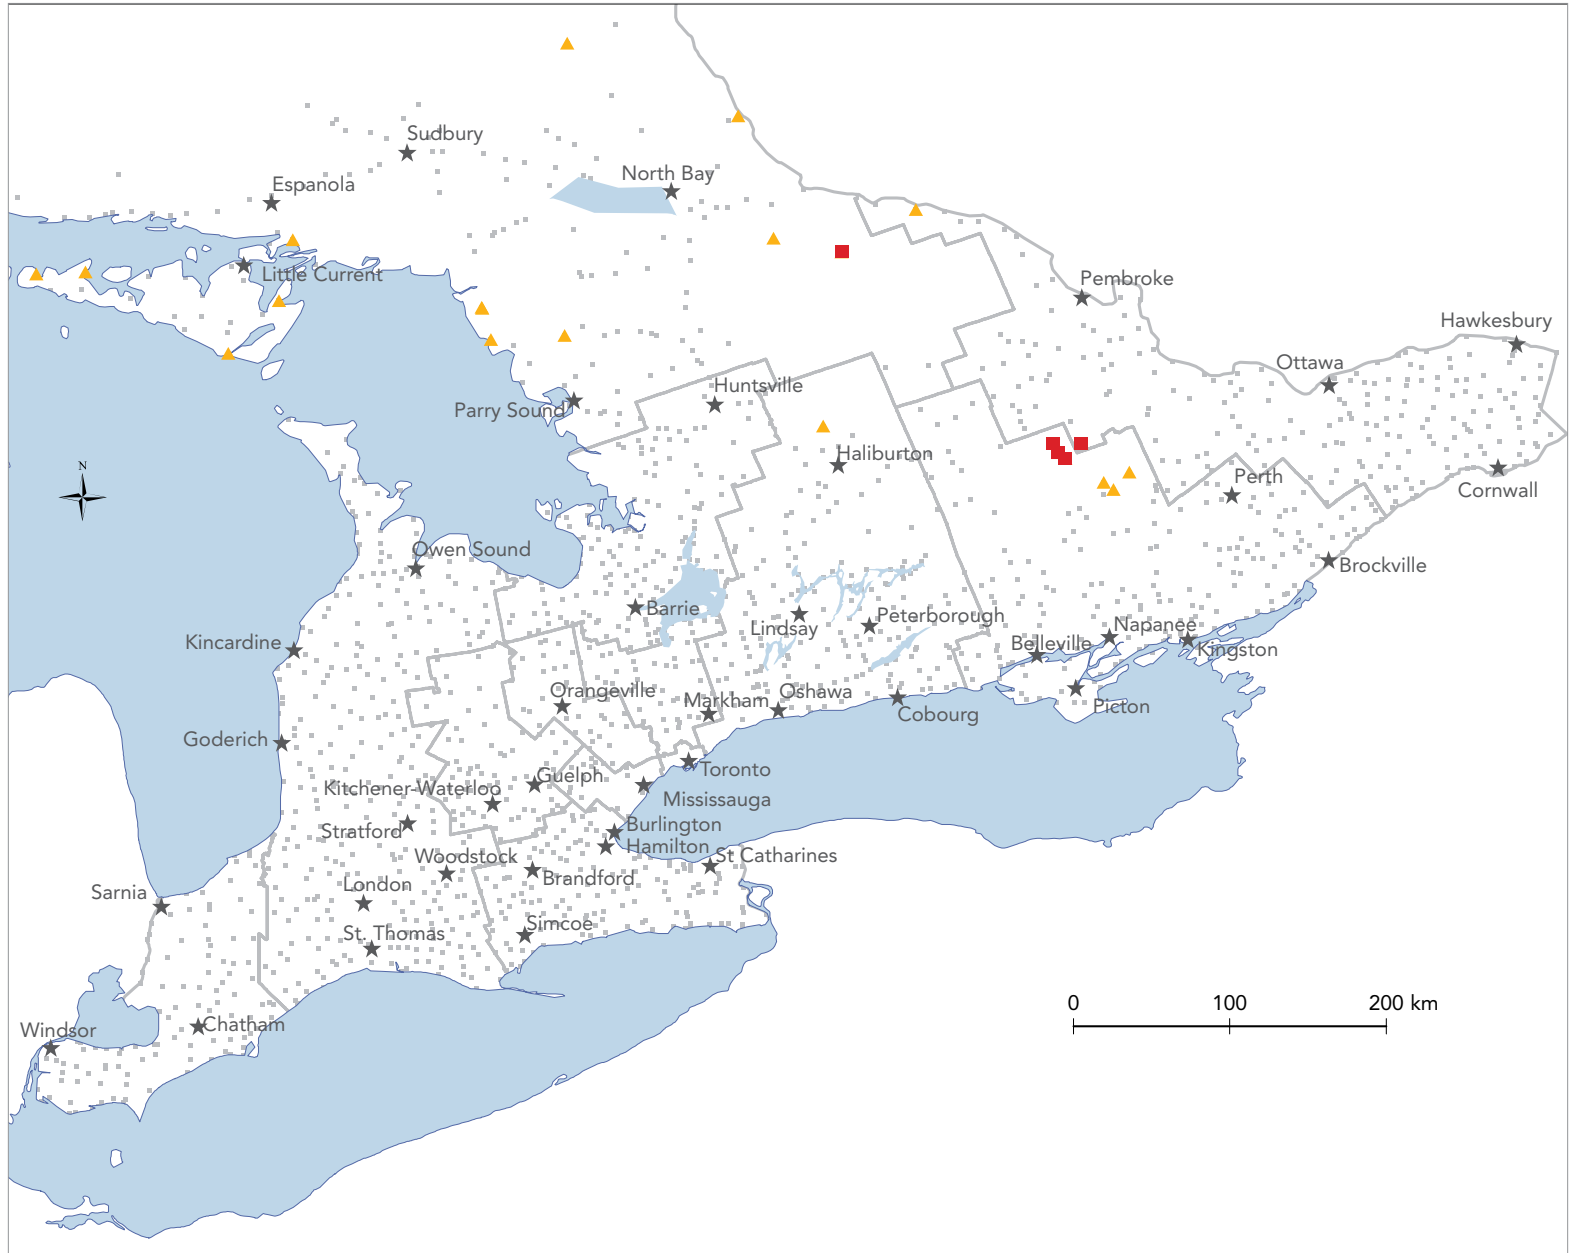 Sudbury
North Bay
Espanola
Little Current
Pembroke
Hawkesbury
Ottawa
Huntsville
Parry Sound
Haliburton
N
Perth
Cornwall
Owen Sound
Brockville
Barrie
Lindsay
Peterborough
Napanee
Belleville
Kingston
Kincardine
Orangeville
Markham
Oshawa
Picton
Cobourg
Goderich
Toronto
Guelph
Kitchener-Waterloo
Mississauga
Stratford
Burlington
Hamilton
Woodstock
St Catharines
Brandford
London
Sarnia
Simcoe
St. Thomas
0 100 200 km
Chatham
Windsor